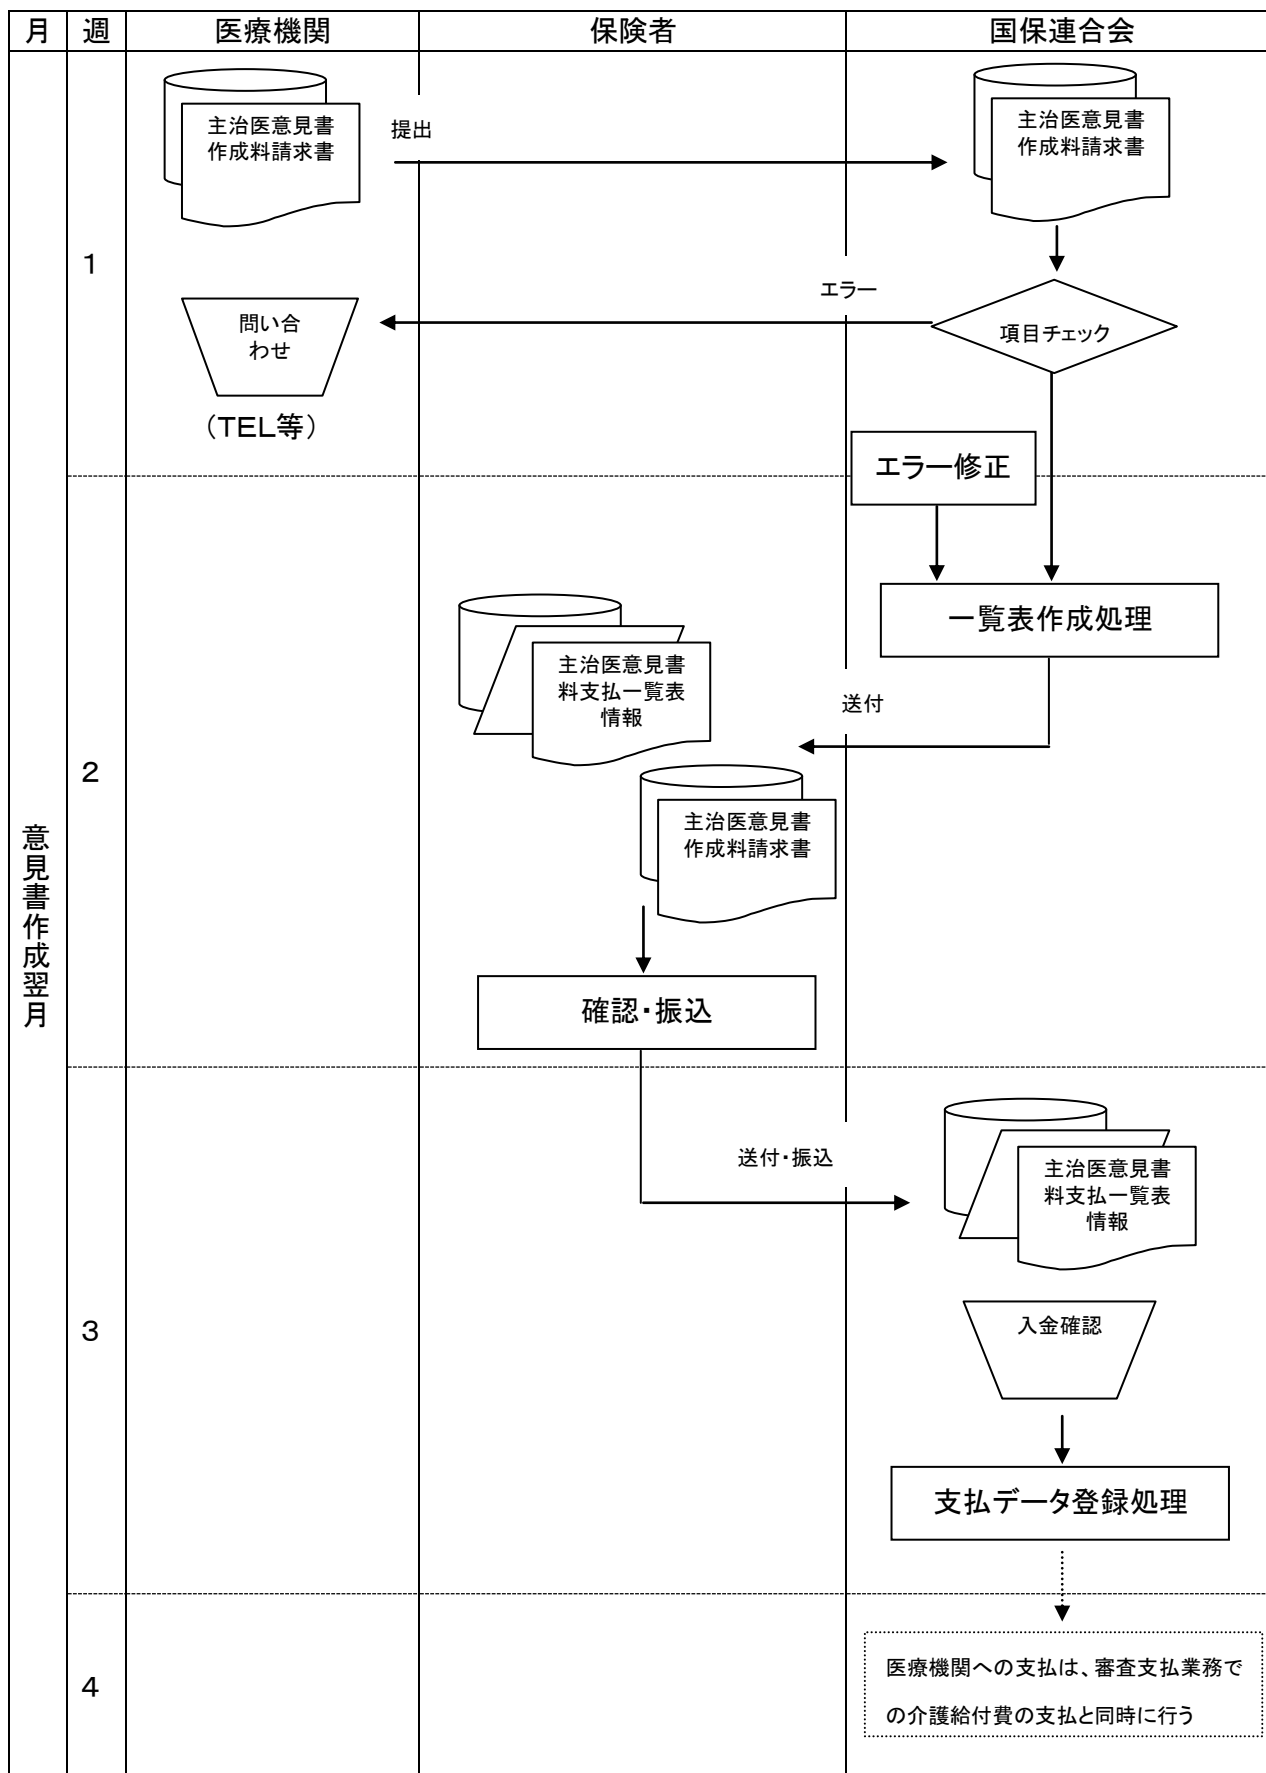 月
週
医療機関
保険者
国保連合会
主治医意見書
作成料請求書
提出
主治医意見書
作成料請求書
1
エラー
問い合
わせ
項目チェック
（TEL等）
エラー修正
一覧表作成処理
主治医意見書
料支払一覧表
情報
送付
2
主治医意見書
作成料請求書
意見書作成翌月
確認・振込
送付・振込
主治医意見書
料支払一覧表
情報
3
入金確認
支払データ登録処理
4
医療機関への支払は、審査支払業務で
の介護給付費の支払と同時に行う